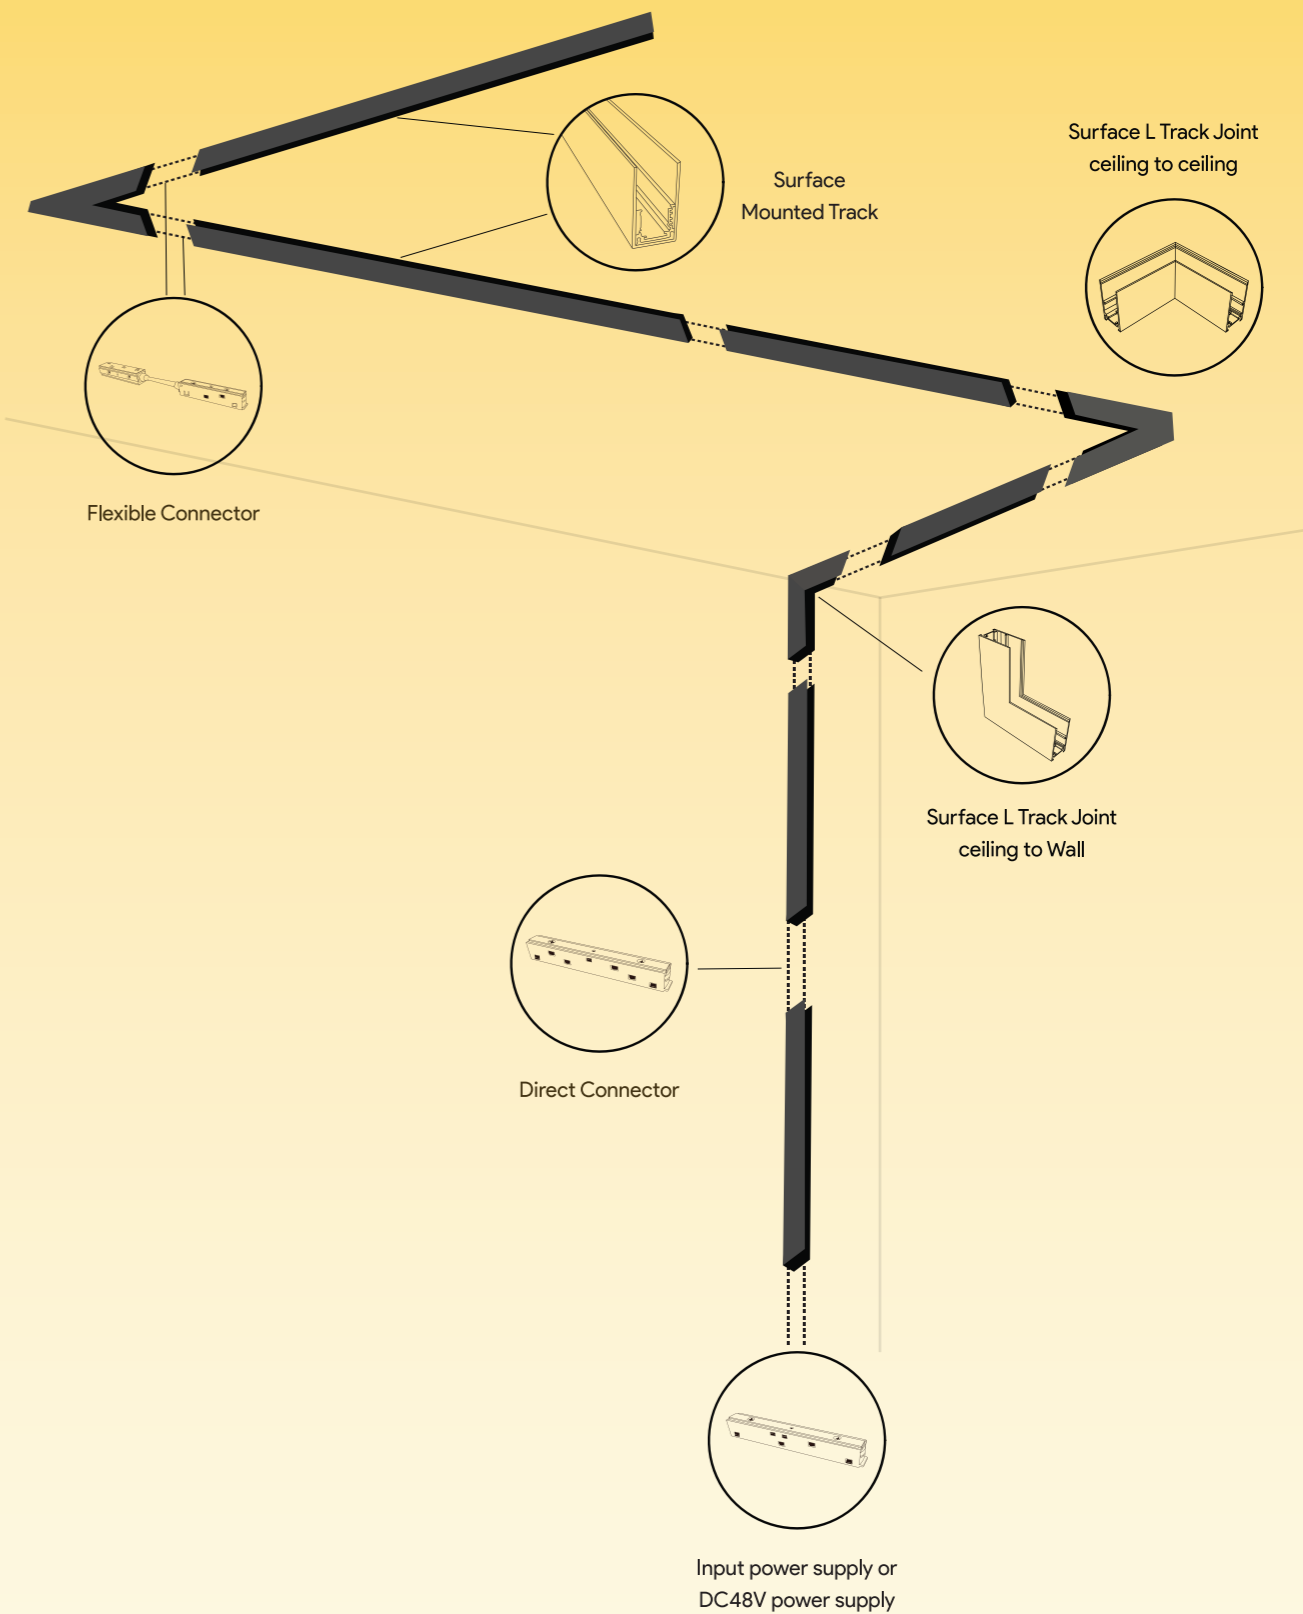 Surface L Track Joint
ceiling to ceiling
Surface
Mounted Track
Flexible Connector
Surface L Track Joint
ceiling to Wall
Direct Connector
Input power supply or
DC48V power supply